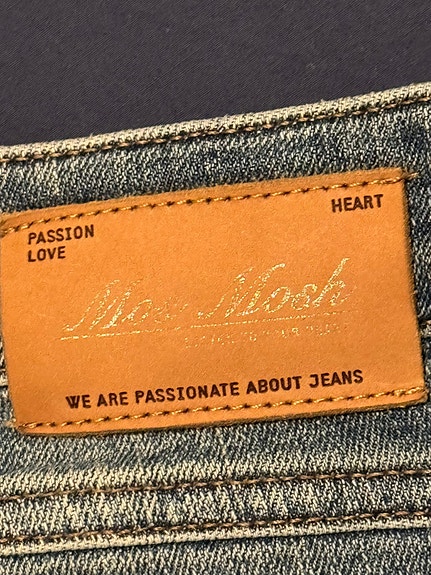 PASSION
HEART
LOVE
Mos Mosh
WE ARE PASSIONATE ABOUT JEANS